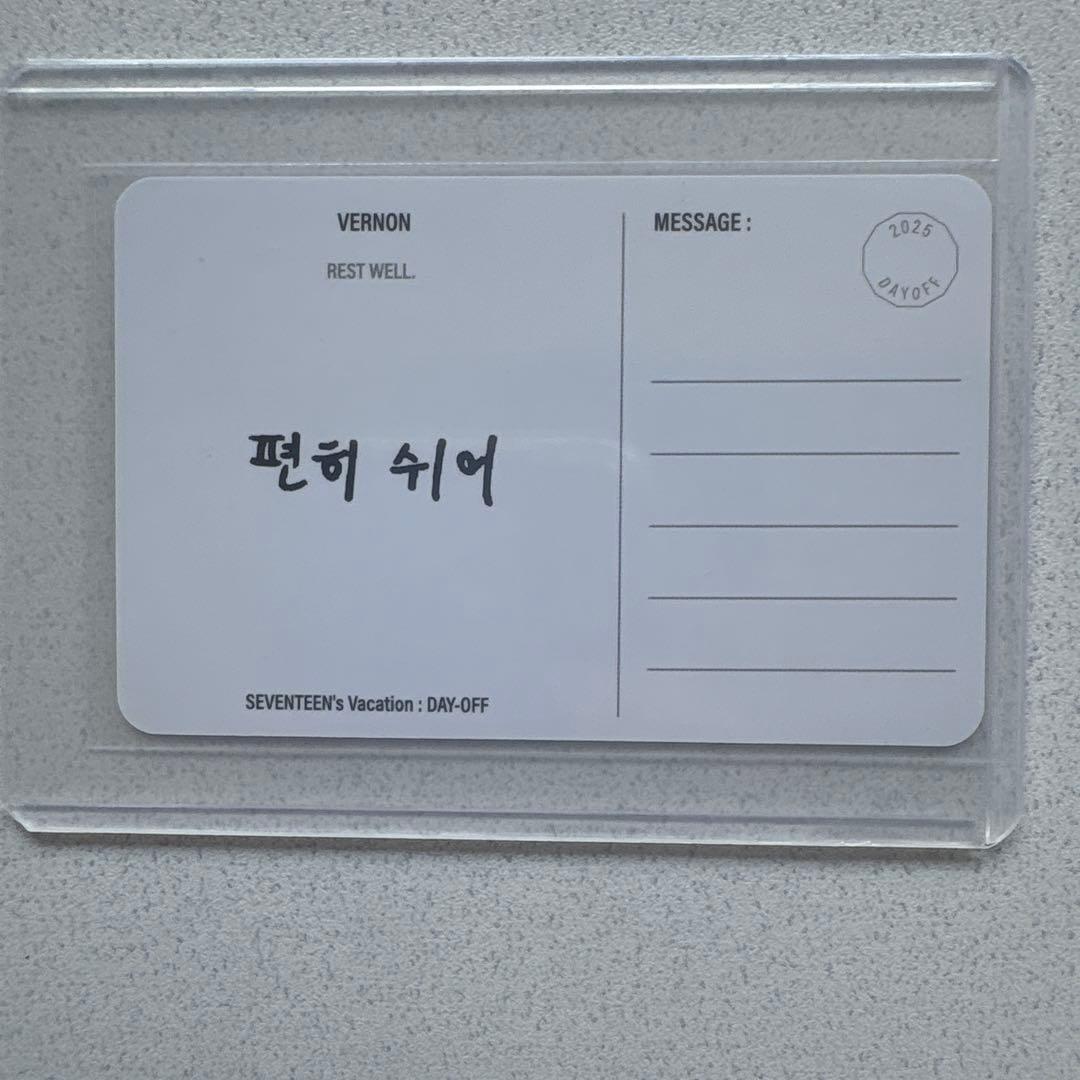 VERNON
REST WELL.
편히 쉬어
SEVENTEEN's Vacation : DAY-OFF
MESSAGE :
2025
DAYOFF